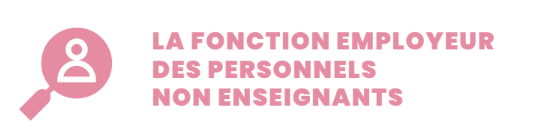 LA FONCTION EMPLOYEUR
DES PERSONNELS
NON ENSEIGNANTS